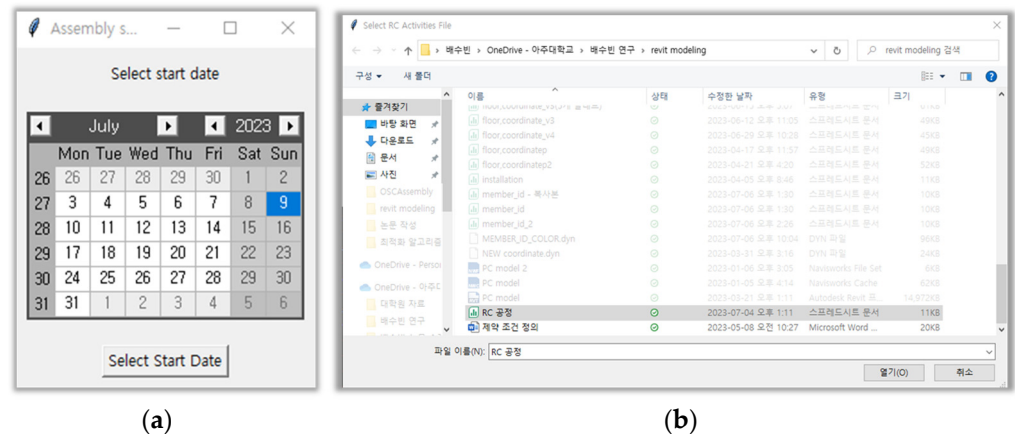 Assembly s...
Select start date
July 2023
Mon Tue Wed Thu Fri Sat Sun
26 26 27 28 29 30 1 2
27 3 4 5 6 7 8 9
28 10 11 12 13 14 15 16
29 17 18 19 20 21 22 23
30 24 25 26 27 28 29 30
31 31 1 2 3 4 5 6
Select Start Date
(a)
Select RC Activities File
배수빈 > OneDrive - 아주대학교 > 배수빈 연구 > revit modeling
revit modeling 검색
구성 새 폴더
즐겨찾기
바탕 화면
다운로드
문서
사진
OSCAssembly
revit modeling
논문 작성
최적화 알고리즘
OneDrive - Perso
OneDrive - 아주대
대학원 자료
배수빈 연구
이름 상태 수정한 날짜 유형 크기
floor_coordinate_v3 2023-06-12 오후 11:05 스프레드시트 문서 49KB
floor_coordinate_v4 2023-06-29 오전 10:28 스프레드시트 문서 45KB
floor_coordinatep 2023-04-17 오후 11:57 스프레드시트 문서 49KB
floor_coordinatep2 2023-04-21 오후 4:20 스프레드시트 문서 52KB
installation 2023-04-05 오후 8:46 스프레드시트 문서 11KB
member_id - 복사본 2023-07-06 오후 1:30 스프레드시트 문서 10KB
member_id 2023-07-06 오후 1:30 스프레드시트 문서 10KB
member_id_2 2023-07-06 오후 2:26 스프레드시트 문서 10KB
MEMBER_ID_COLOR.dyn 2023-07-06 오후 10:04 DYN 파일 96KB
NEW coordinate.dyn 2023-03-31 오후 3:16 DYN 파일 24KB
PC model 2 2023-01-06 오후 3:05 Navisworks File Set 6KB
PC model 2023-01-05 오후 4:14 Navisworks Cache 62KB
PC model 2023-03-21 오후 1:11 Autodesk Revit 프... 14,972KB
RC 공정 2023-07-04 오후 1:11 스프레드시트 문서 11KB
제약 조건 정의 2023-05-08 오전 10:27 Microsoft Word ... 20KB
파일 이름(N): RC 공정
열기(O) 취소
(b)